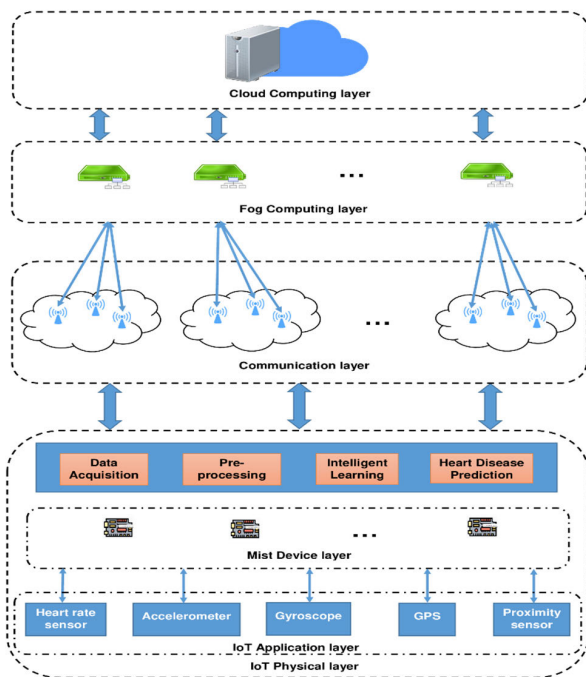 Cloud Computing layer
...
Fog Computing layer
...
Communication layer
Data
Acquisition
Pre-
processing
Intelligent
Learning
Heart Disease
Prediction
...
Mist Device layer
Heart rate
sensor
Accelerometer
Gyroscope
GPS
Proximity
sensor
IoT Application layer
IoT Physical layer